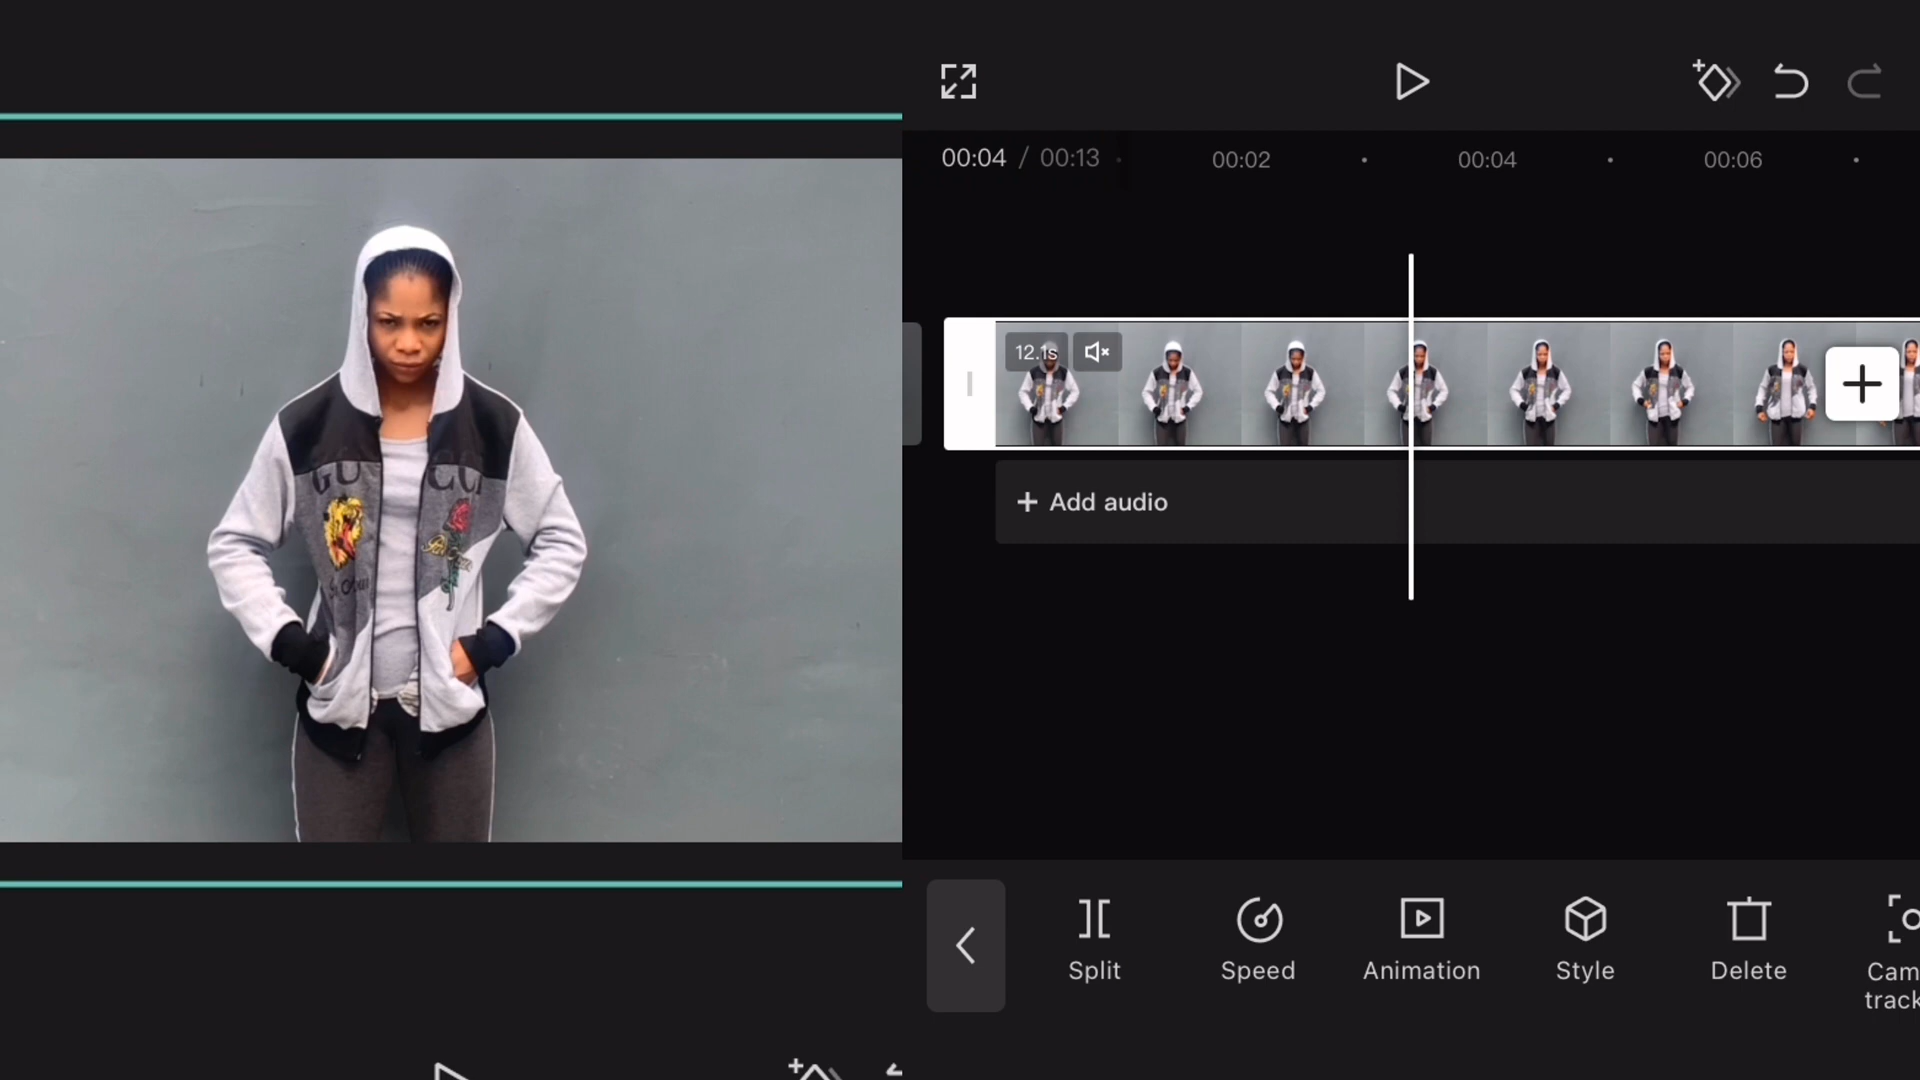 GUCCI
00:04 / 00:13
00:02
00:04
00:06
12.1s
+ Add audio
Split
Speed
Animation
Style
Delete
Cam
track